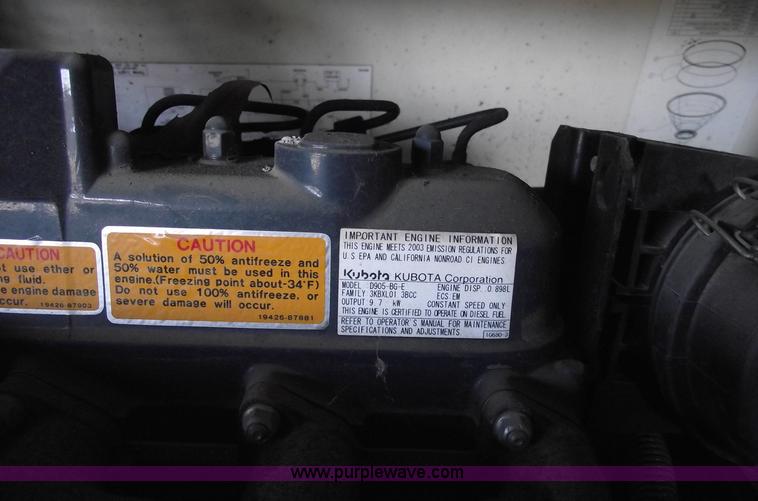 CAUTION
ot use ether or
ng fluid.
e engine damage
ccur. 19426-87903
CAUTION
A solution of 50% antifreeze and
50% water must be used in this
engine.(Freezing point about-34°F)
Do not use 100% antifreeze. or
severe damage will occur.
19426-87881
IMPORTANT ENGINE INFORMATION
THIS ENGINE MEETS 2003 EMISSION REGULATIONS FOR
U.S EPA AND CALIFORNIA NONROAD CI ENGINES.
Kubota KUBOTA Corporation
MODEL D905-BG-E ENGINE DISP. 0.898L
FAMILY 3KBXL01.3BCC ECS.EM
OUTPUT 9.7 kW CONSTANT SPEED ONLY
THIS ENGINE IS CERTIFIED TO OPERATE ON DIESEL FUEL.
REFER TO OPERATOR'S MANUAL FOR MAINTENANCE
SPECIFICATIONS AND ADJUSTMENTS.
www.purplewave.com